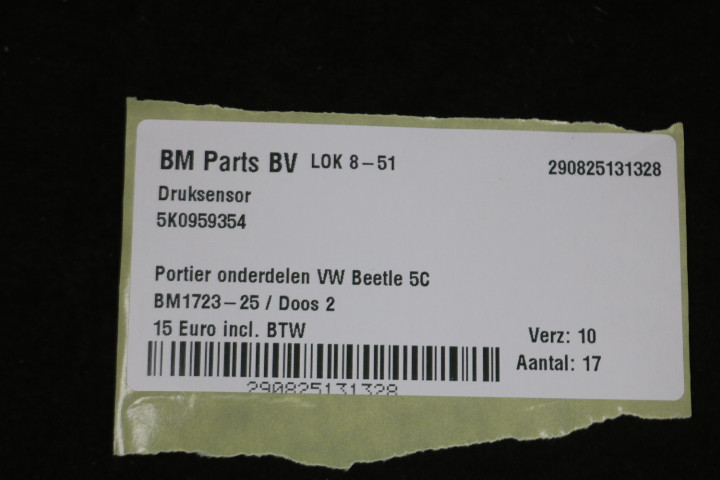 BM Parts BV LOK 8-51 290825131328
Druksensor
5K0959354
Portier onderdelen VW Beetle 5C
BM1723-25 / Doos 2
15 Euro incl. BTW
Verz: 10
Aantal: 17
290825131328